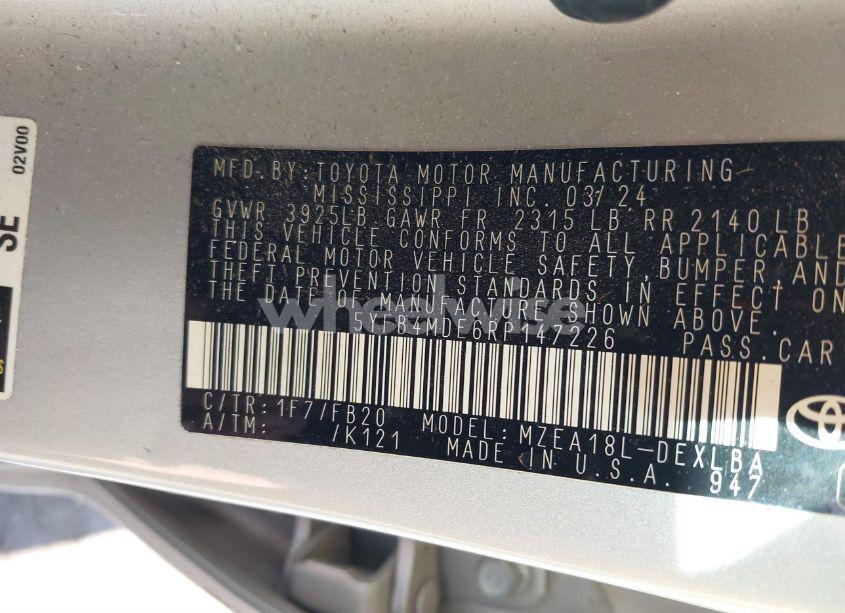 MFD. BY: TOYOTA MOTOR MANUFACTURING
MISSISSIPPI INC. 03/24
GVWR 3925LB GAWR FR 2315 LB RR 2140 LB
THIS VEHICLE CONFORMS TO ALL APPLICABLE
FEDERAL MOTOR VEHICLE SAFETY, BUMPER AND
THEFT PREVENTION STANDARDS IN EFFECT ON
THE DATE OF MANUFACTURE SHOWN ABOVE.
PASS. CAR
C/TR: 1F7/FB20 MODEL: MZEA18L-DEXLBA
A/TM: /K121 MADE IN U.S.A. 947
02V00
SE
wheelwise